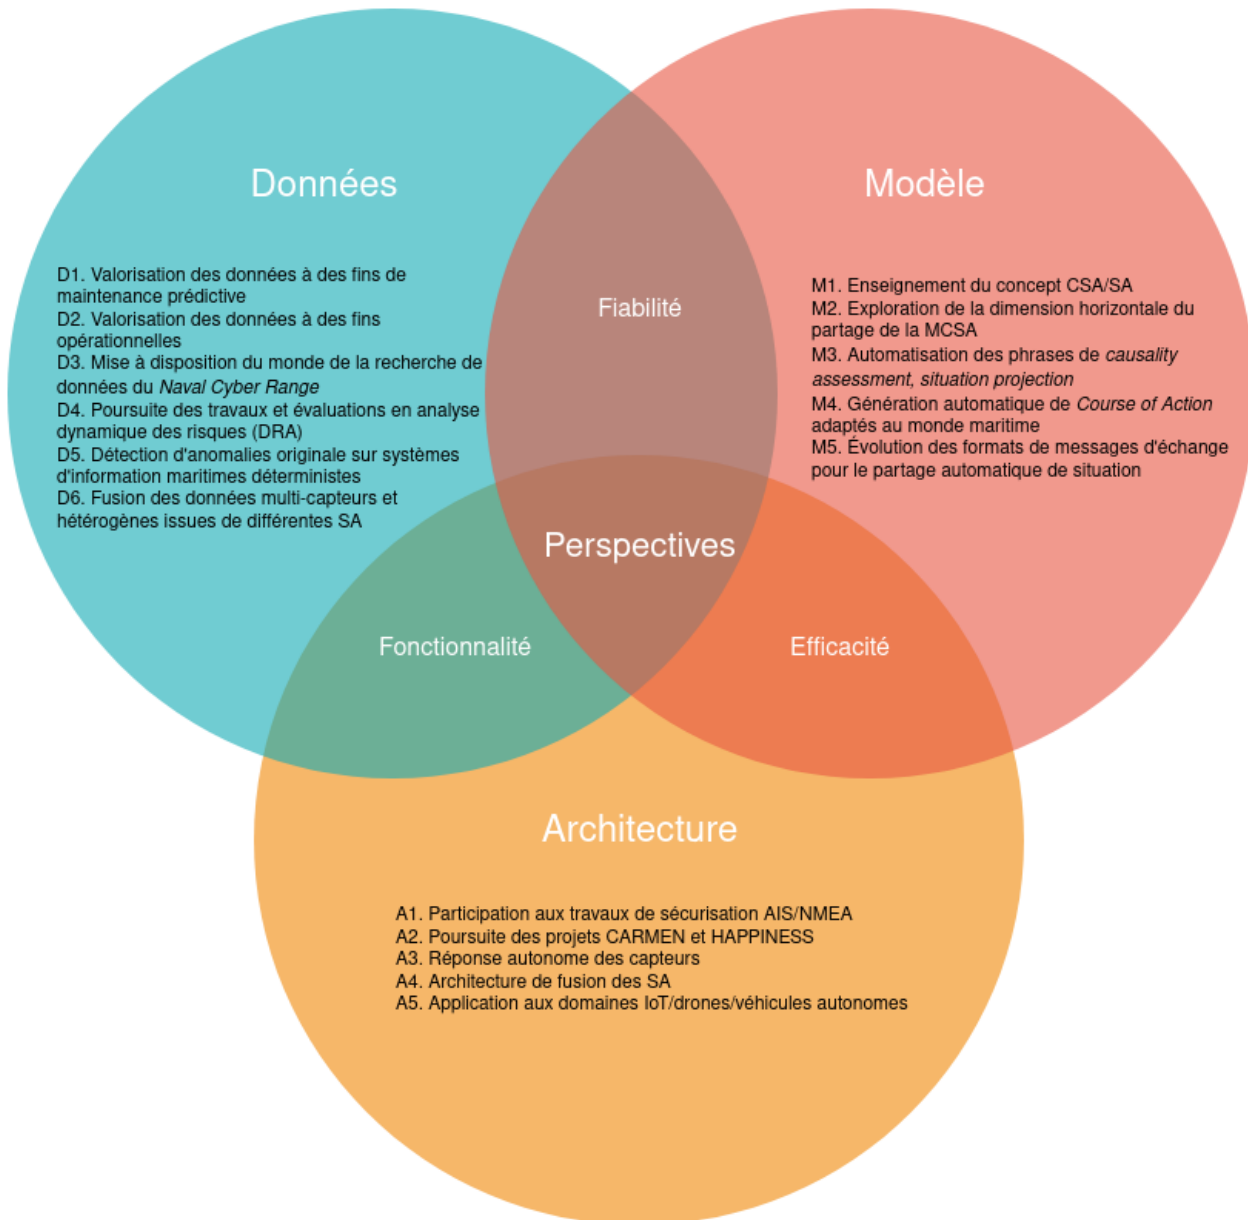 Données
D1. Valorisation des données à des fins de
maintenance prédictive
D2. Valorisation des données à des fins
opérationnelles
D3. Mise à disposition du monde de la recherche de
données du Naval Cyber Range
D4. Poursuite des travaux et évaluations en analyse
dynamique des risques (DRA)
D5. Détection d'anomalies originale sur systèmes
d'information maritimes déterministes
D6. Fusion des données multi-capteurs et
hétérogènes issues de différentes SA
Fiabilité
Modèle
M1. Enseignement du concept CSA/SA
M2. Exploration de la dimension horizontale du
partage de la MCSA
M3. Automatisation des phrases de causality
assessment, situation projection
M4. Génération automatique de Course of Action
adaptés au monde maritime
M5. Évolution des formats de messages d'échange
pour le partage automatique de situation
Perspectives
Fonctionnalité
Efficacité
Architecture
A1. Participation aux travaux de sécurisation AIS/NMEA
A2. Poursuite des projets CARMEN et HAPPINESS
A3. Réponse autonome des capteurs
A4. Architecture de fusion des SA
A5. Application aux domaines IoT/drones/véhicules autonomes